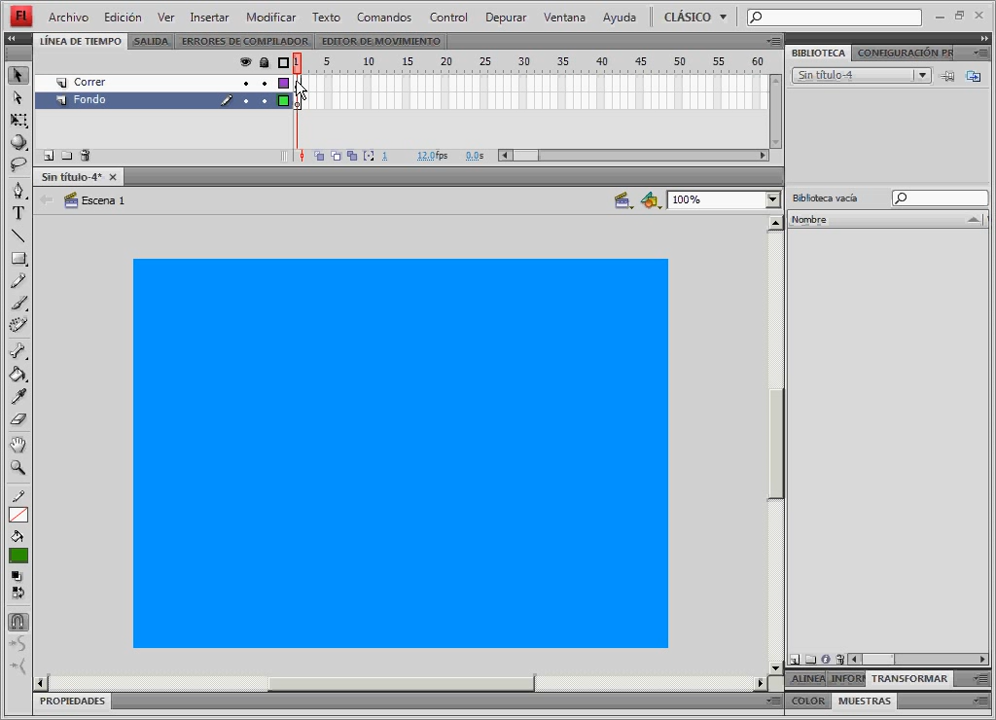 Fl Archivo Edición Ver Insertar Modificar Texto Comandos Control Depurar Ventana Ayuda CLÁSICO
LÍNEA DE TIEMPO SALIDA ERRORES DE COMPILADOR EDITOR DE MOVIMIENTO
BIBLIOTECA CONFIGURACIÓN PR
1 5 10 15 20 25 30 35 40 45 50 55 60
Sin título-4
Correr
Fondo
1 12.0fps 0.0s
Sin título-4*
Escena 1 100%
Biblioteca vacía
Nombre
T
ALINEA INFORM TRANSFORMAR
PROPIEDADES
COLOR MUESTRAS